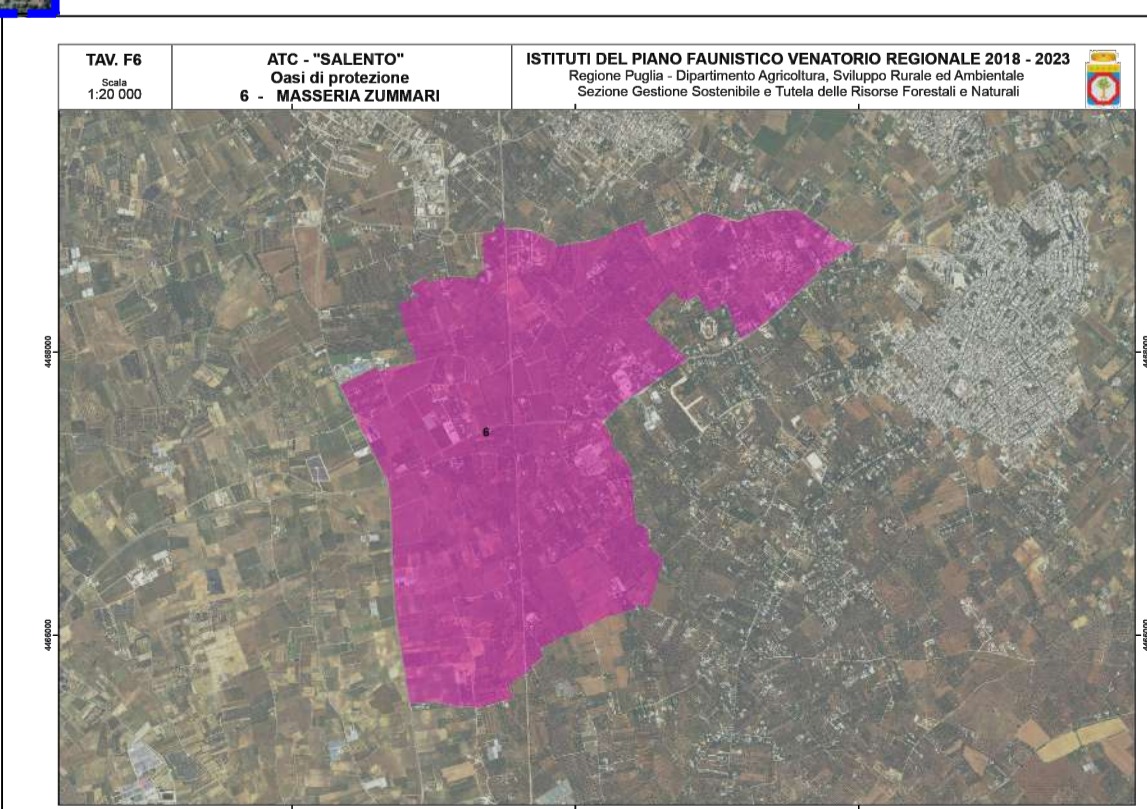 TAV. F6
Scala
1:20 000
ATC - "SALENTO"
Oasi di protezione
6 - MASSERIA ZUMMARI
ISTITUTI DEL PIANO FAUNISTICO VENATORIO REGIONALE 2018 - 2023
Regione Puglia - Dipartimento Agricoltura, Sviluppo Rurale ed Ambientale
Sezione Gestione Sostenibile e Tutela delle Risorse Forestali e Naturali
4468000
4468000
6
4466000
4466000